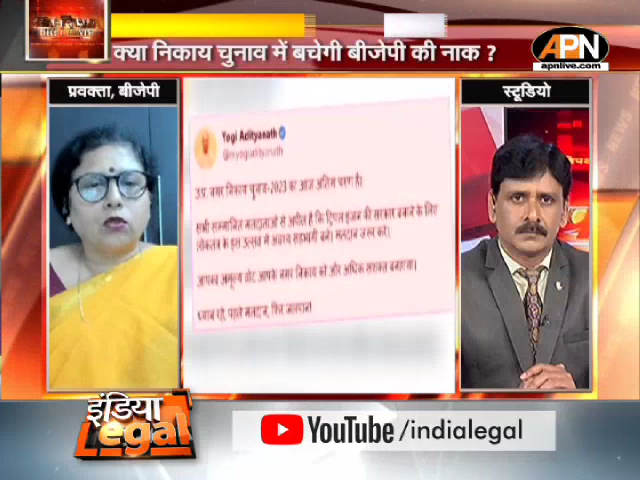 क्या निकाय चुनाव में बचेगी बीजेपी की नाक ?
APN
apnlive.com
प्रवक्ता, बीजेपी
स्टूडियो
Yogi Adityanath
@myogiadityanath
उ.प्र. नगर निकाय चुनाव-2023 का आज अंतिम चरण है।
सभी सम्मानित मतदाताओं से अपील है कि ट्रिपल इंजन की सरकार बनाने के लिए
लोकतंत्र के इस उत्सव में अवश्य सहभागी बनें। मतदान जरूर करें।
आपका अमूल्य वोट आपके नगर निकाय को और अधिक सशक्त बनाएगा।
ध्यान रहे, पहले मतदान, फिर जलपान!
इंडिया
Legal
YouTube /indialegal